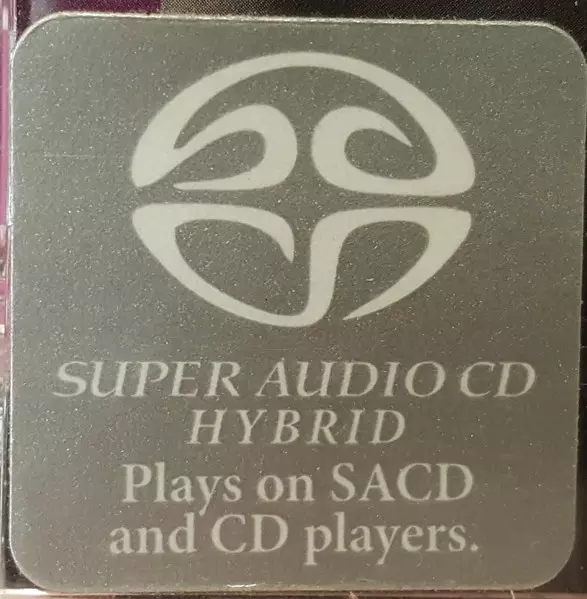 SUPER AUDIO CD
HYBRID
Plays on SACD
and CD players.